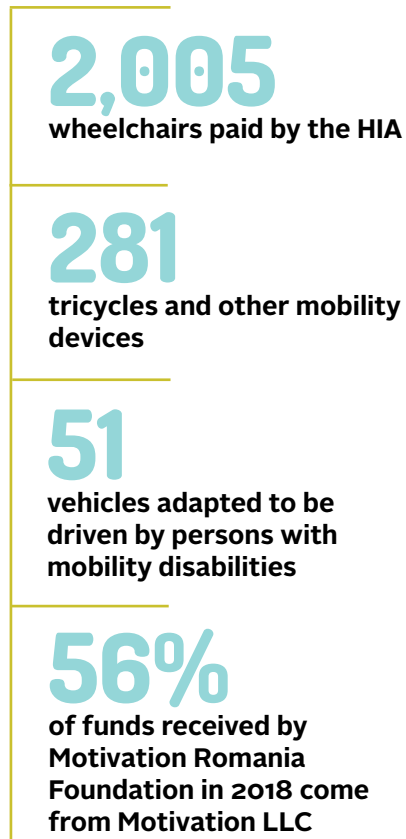 2,005
wheelchairs paid by the HIA
281
tricycles and other mobility
devices
51
vehicles adapted to be
driven by persons with
mobility disabilities
56%
of funds received by
Motivation Romania
Foundation in 2018 come
from Motivation LLC